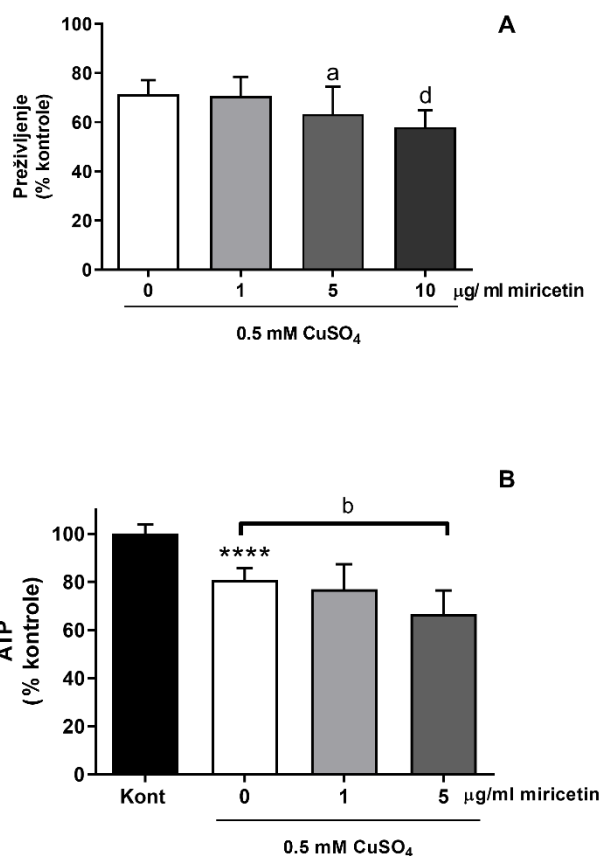 A
Preživljenje
(% kontrole)
100
80
60
40
20
0
a
d
0 1 5 10 μg/ ml miricetin
0.5 mM CuSO4
B
ATP
(% kontrole)
100
80
60
40
20
0
b
****
Kont 0 1 5 μg/ml miricetin
0.5 mM CuSO4